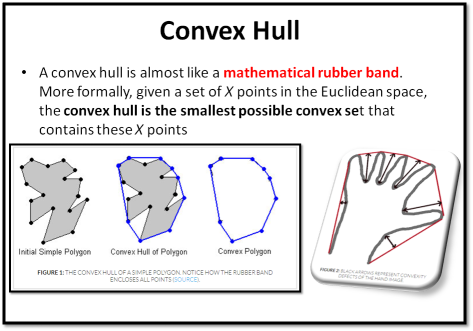 Convex Hull
• A convex hull is almost like a mathematical rubber band.
More formally, given a set of X points in the Euclidean space,
the convex hull is the smallest possible convex set that
contains these X points
Initial Simple Polygon Convex Hull of Polygon Convex Polygon
FIGURE 1: THE CONVEX HULL OF A SIMPLE POLYGON. NOTICE HOW THE RUBBER BAND
ENCLOSES ALL POINTS (SOURCE).
FIGURE 2: BLACK ARROWS REPRESENT CONVEXITY
DEFECTS OF THE HAND IMAGE